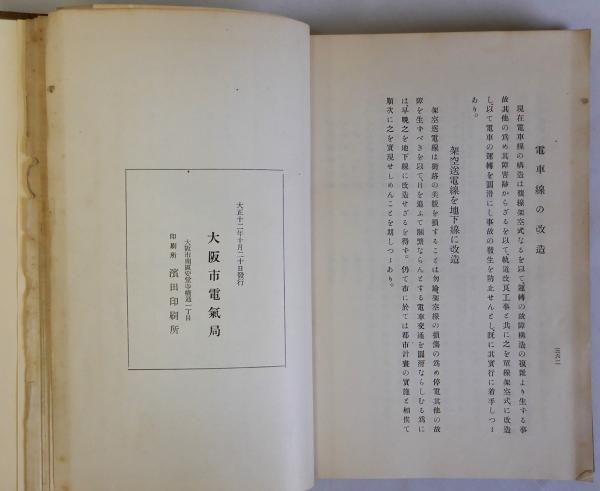 電車線の改造
現在電車線の構造は複線架空式なるを以て、運轉の故障構造の複雜より生する事
故其他の爲め其障害尠からざるを以て、軌道改良工事と共に之を單線架空式に改造
し、以て電車の運轉を圓滑にし事故の發生を防止せんとし、既に其實行に着手しつゝ
あり。
架空送電線を地下線に改造
架空送電線は街路の美觀を損することは勿論架空線の損傷の爲め停電其他の故
障を生すべきを以て、日を追ふて頻繁ならんとする電車交通を圓滑ならしむる爲に
は、早晩之を地下線に改造せざるを得ず。仍て市に於ては都市計畫の實施と相俟て
順次に之を實現せしめんことを期しつゝあり。
三六二
大正十二年十月二十日發行
大阪市電氣局
大阪市南區安堂寺橋通一丁目
印刷所 濱田印刷所